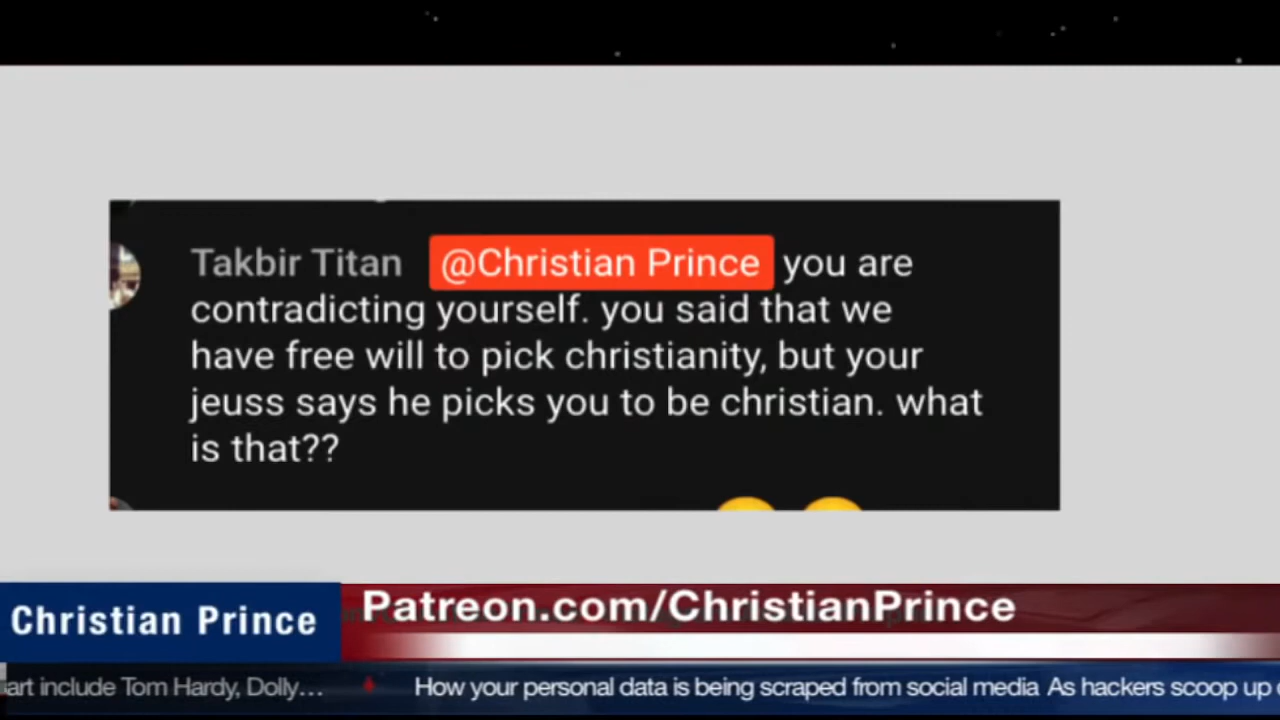 Takbir Titan @Christian Prince you are
contradicting yourself. you said that we
have free will to pick christianity, but your
jeuss says he picks you to be christian. what
is that??
Christian Prince
Patreon.com/ChristianPrince
art include Tom Hardy, Dolly... How your personal data is being scraped from social media As hackers scoop up